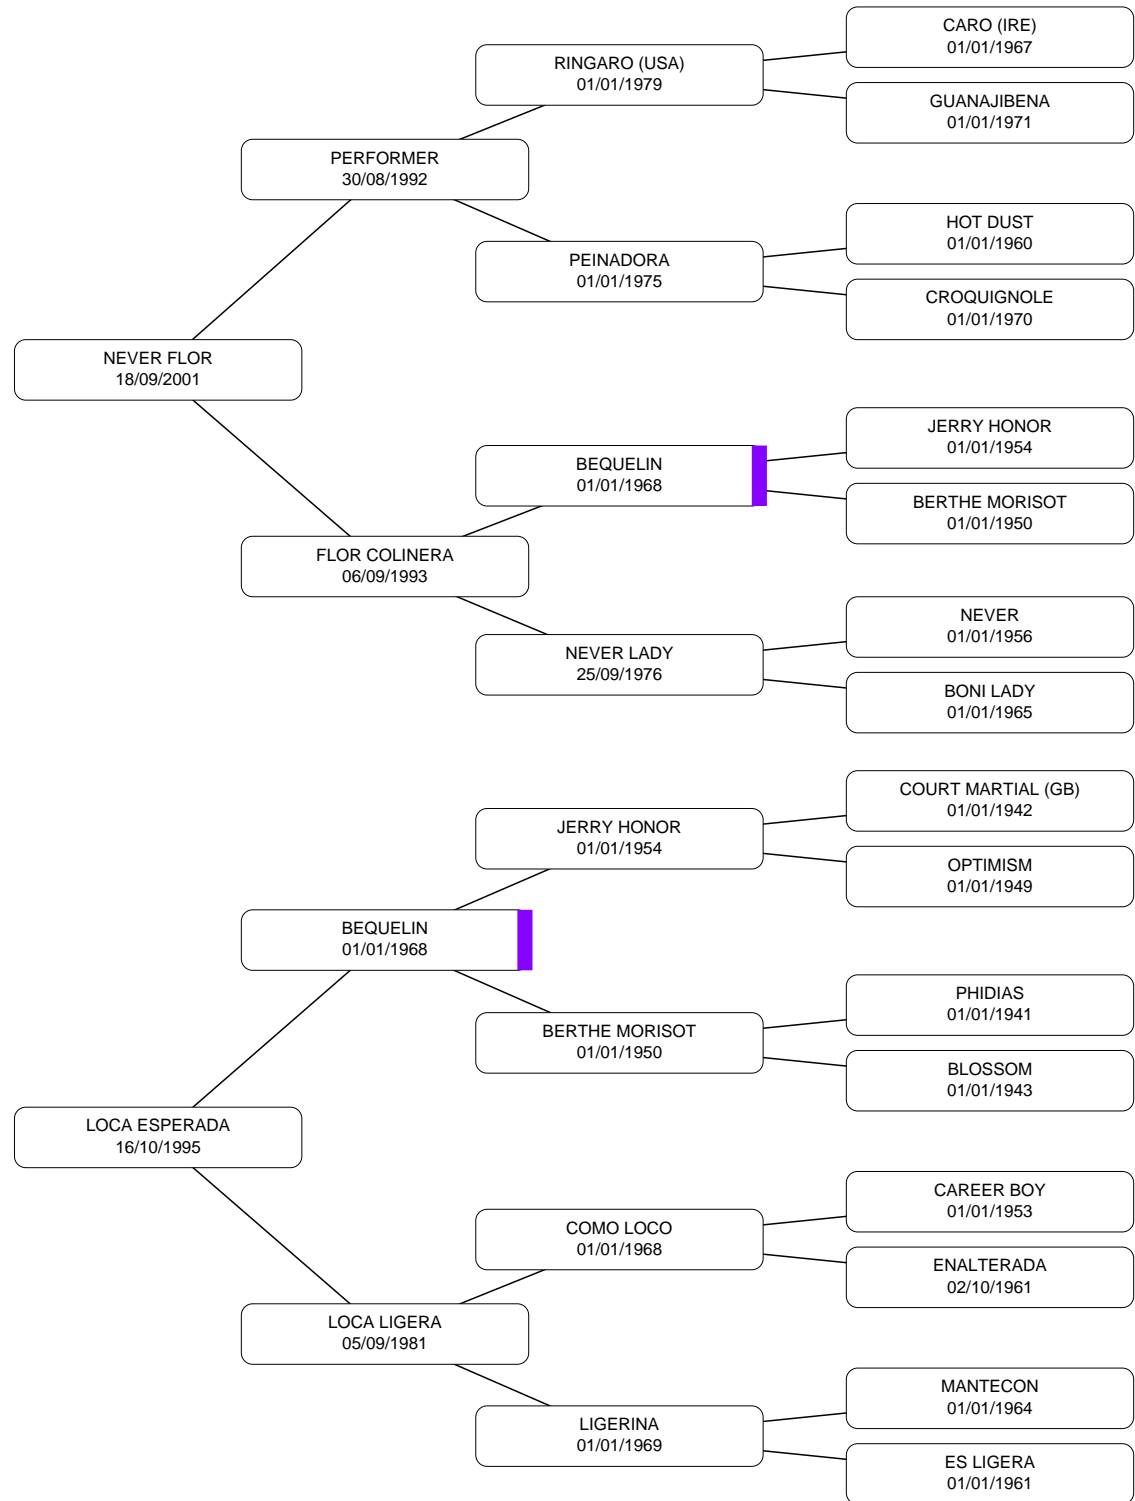 CARO (IRE)
01/01/1967
RINGARO (USA)
01/01/1979
GUANAJIBENA
01/01/1971
PERFORMER
30/08/1992
HOT DUST
01/01/1960
PEINADORA
01/01/1975
CROQUIGNOLE
01/01/1970
NEVER FLOR
18/09/2001
JERRY HONOR
01/01/1954
BEQUELIN
01/01/1968
BERTHE MORISOT
01/01/1950
FLOR COLINERA
06/09/1993
NEVER
01/01/1956
NEVER LADY
25/09/1976
BONI LADY
01/01/1965
COURT MARTIAL (GB)
01/01/1942
JERRY HONOR
01/01/1954
OPTIMISM
01/01/1949
BEQUELIN
01/01/1968
PHIDIAS
01/01/1941
BERTHE MORISOT
01/01/1950
BLOSSOM
01/01/1943
LOCA ESPERADA
16/10/1995
CAREER BOY
01/01/1953
COMO LOCO
01/01/1968
ENALTERADA
02/10/1961
LOCA LIGERA
05/09/1981
MANTECON
01/01/1964
LIGERINA
01/01/1969
ES LIGERA
01/01/1961